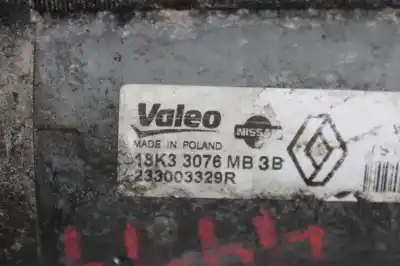 Valeo
NISSAN
MADE IN POLAND
18K3 3076 MB 3B
233003329R